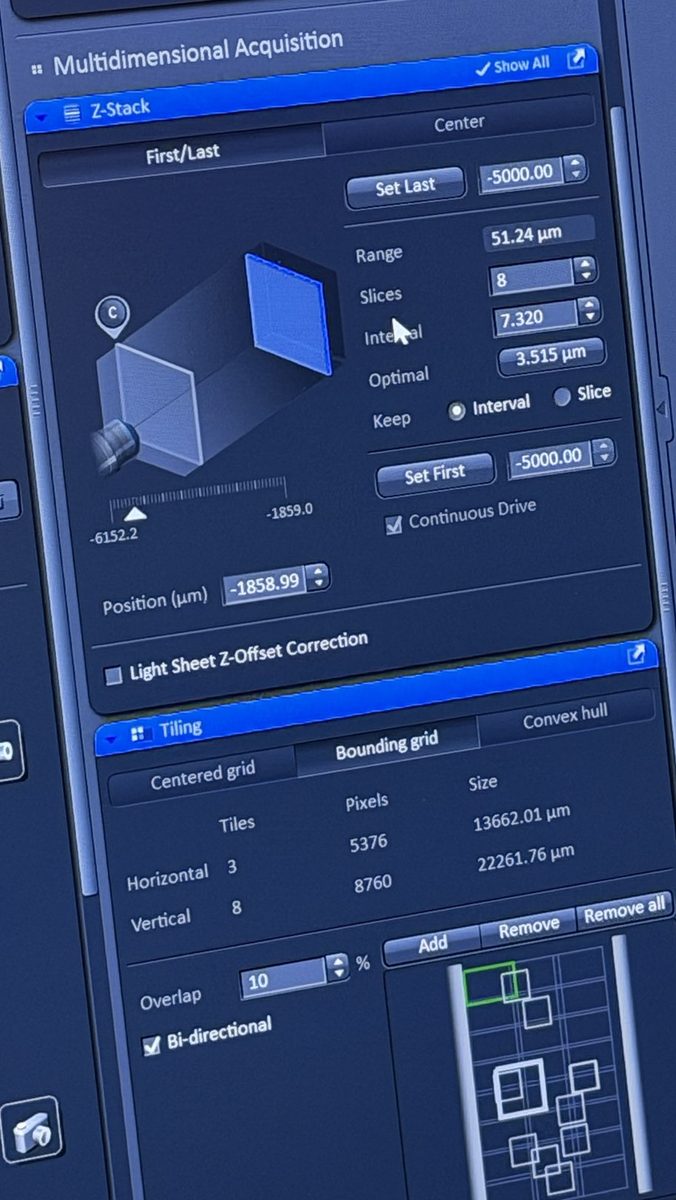 Multidimensional Acquisition
Z-Stack
Show All
First/Last
Center
Set Last
-5000.00
Range
51.24 µm
Slices
8
7.320
Optimal
3.515 µm
Keep
Interval
Slice
Set First
-5000.00
Continuous Drive
C
-6152.2
-1859.0
Position (µm)
-1858.99
Light Sheet Z-Offset Correction
Tiling
Centered grid
Bounding grid
Convex hull
Tiles
Pixels
Size
Horizontal
3
5376
13662.01 µm
Vertical
8
8760
22261.76 µm
Add
Remove
Remove all
Overlap
10
%
Bi-directional